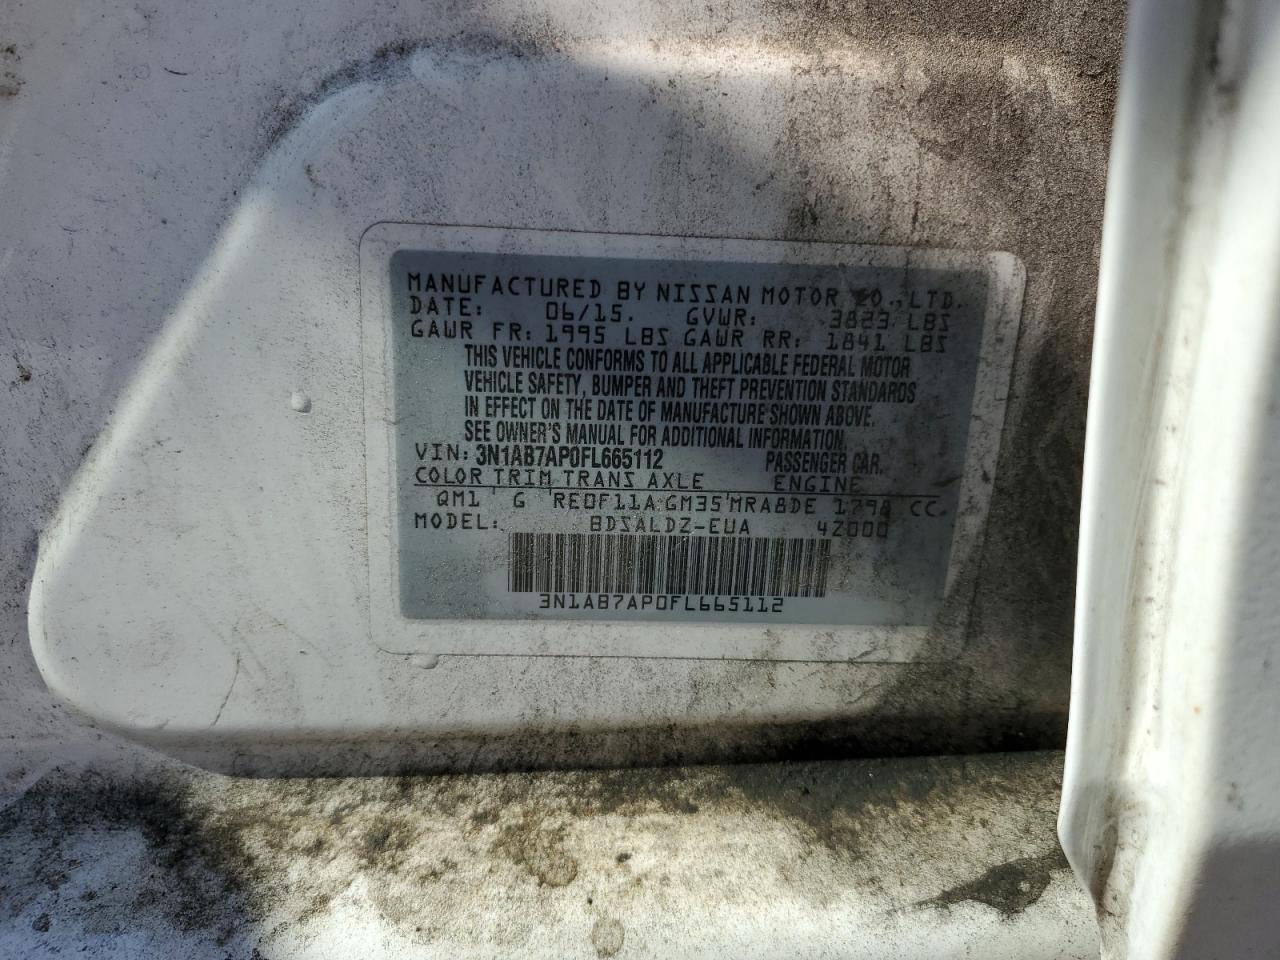 MANUFACTURED BY NISSAN MOTOR CO., LTD.
DATE: 06/15. GVWR: 3823 LBS
GAWR FR: 1995 LBS GAWR RR: 1841 LBS
THIS VEHICLE CONFORMS TO ALL APPLICABLE FEDERAL MOTOR
VEHICLE SAFETY, BUMPER AND THEFT PREVENTION STANDARDS
IN EFFECT ON THE DATE OF MANUFACTURE SHOWN ABOVE.
SEE OWNER'S MANUAL FOR ADDITIONAL INFORMATION.
VIN: 3N1AB7AP0FL665112 PASSENGER CAR.
COLOR TRIM TRANS AXLE ENGINE
QM1 G RE0F11A GM35 MRA8DE 1798 CC
MODEL: BDSALDZ-EUA 4Z000
3N1AB7AP0FL665112